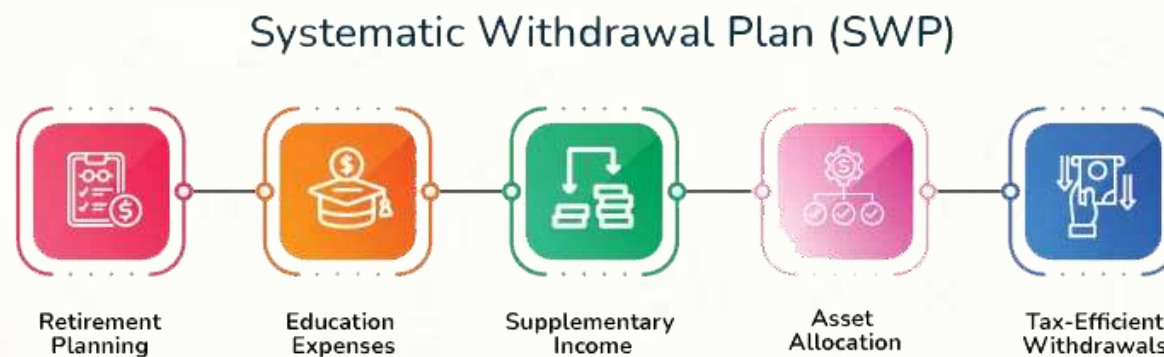 Systematic Withdrawal Plan (SWP)
Retirement
Planning
Education
Expenses
Supplementary
Income
Asset
Allocation
Tax-Efficient
Withdrawals